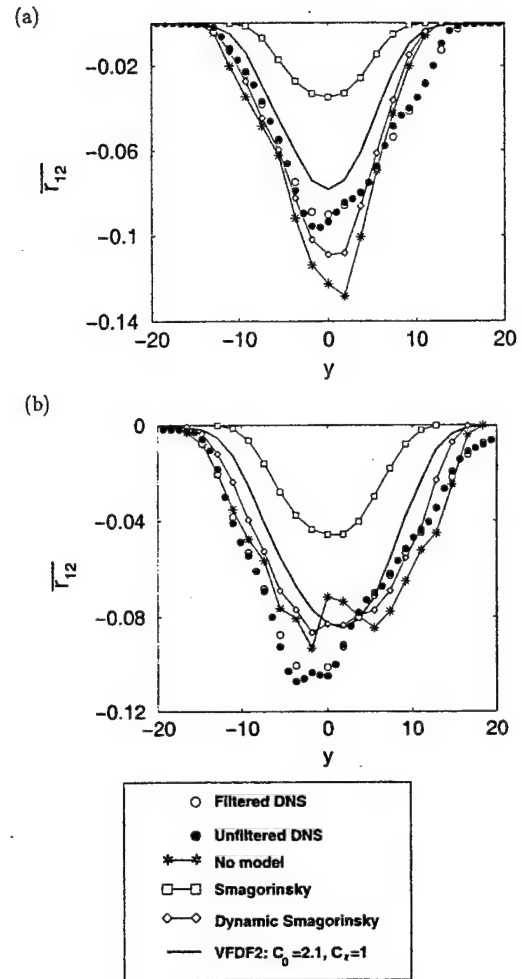 (a)
-0.02
-0.06
-0.1
-0.14
r12
-20 -10 0 10 20
y
(b)
0
-0.04
-0.08
-0.12
r12
-20 -10 0 10 20
y
Filtered DNS
Unfiltered DNS
No model
Smagorinsky
Dynamic Smagorinsky
VFDF2: C0 =2.1, Cε=1